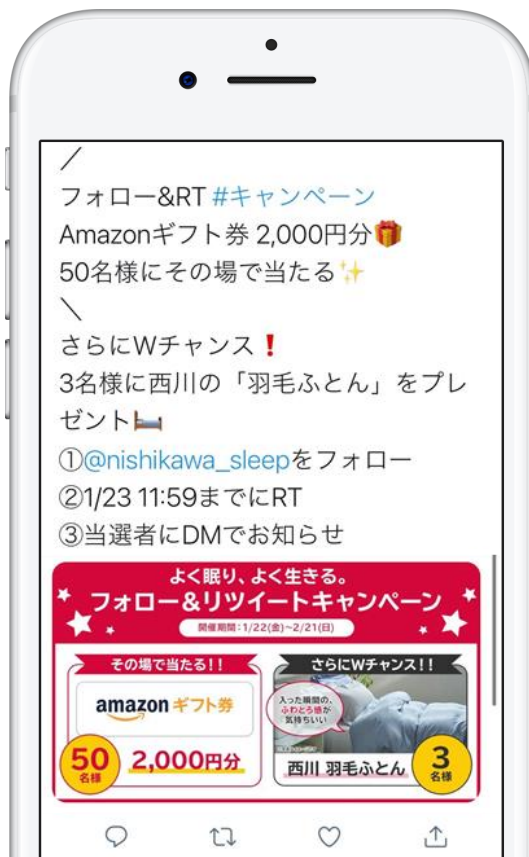 ／
フォロー&RT #キャンペーン
Amazonギフト券 2,000円分🎁
50名様にその場で当たる✨
＼
さらにWチャンス❗
3名様に西川の「羽毛ふとん」をプレ
ゼント🛏️
①@nishikawa_sleepをフォロー
②1/23 11:59までにRT
③当選者にDMでお知らせ
よく眠り、よく生きる。
フォロー&リツイートキャンペーン
開催期間:1/22(金)~2/21(日)
その場で当たる!!
amazon ギフト券
50
名様
2,000円分
さらにWチャンス!!
入った瞬間の、
ふわとろ感が
気持ちいい
西川 羽毛ふとん
3
名様